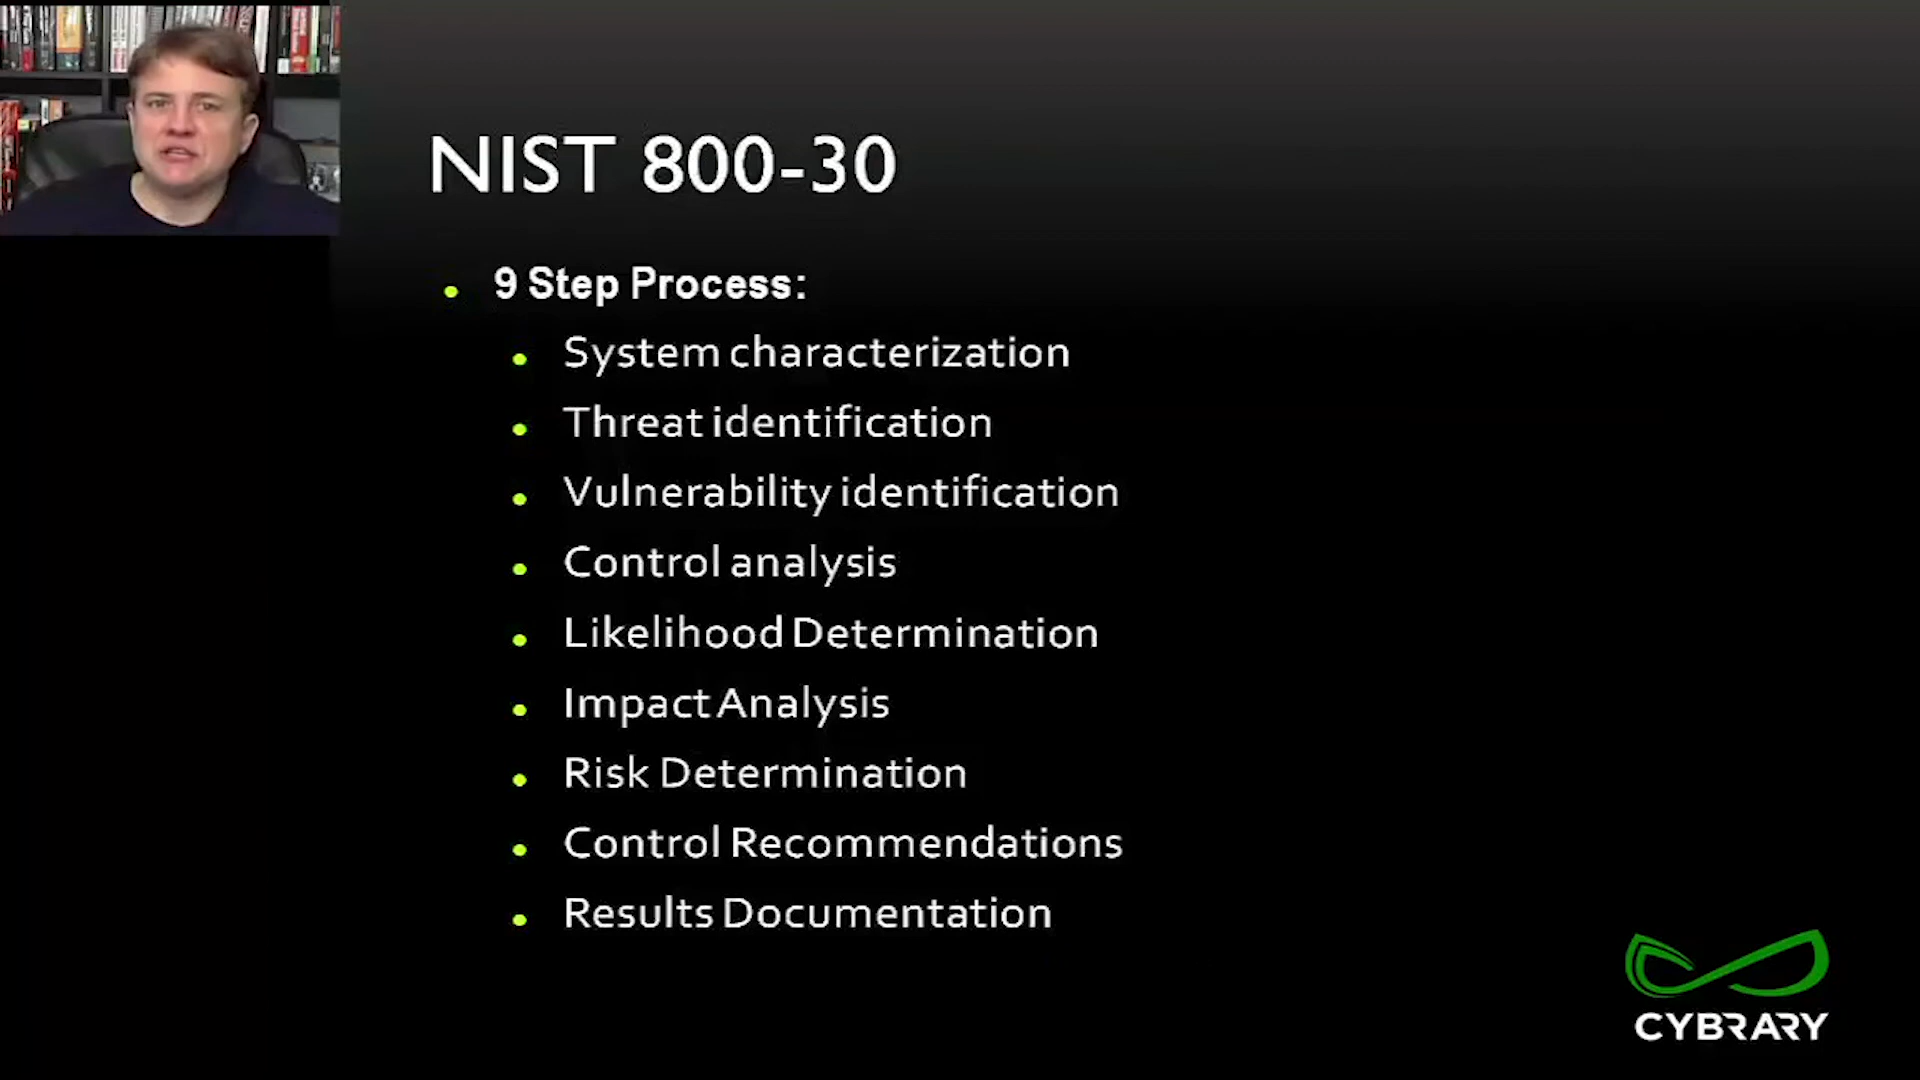 NIST 800-30
9 Step Process:
System characterization
Threat identification
Vulnerability identification
Control analysis
Likelihood Determination
Impact Analysis
Risk Determination
Control Recommendations
Results Documentation
CYBRARY